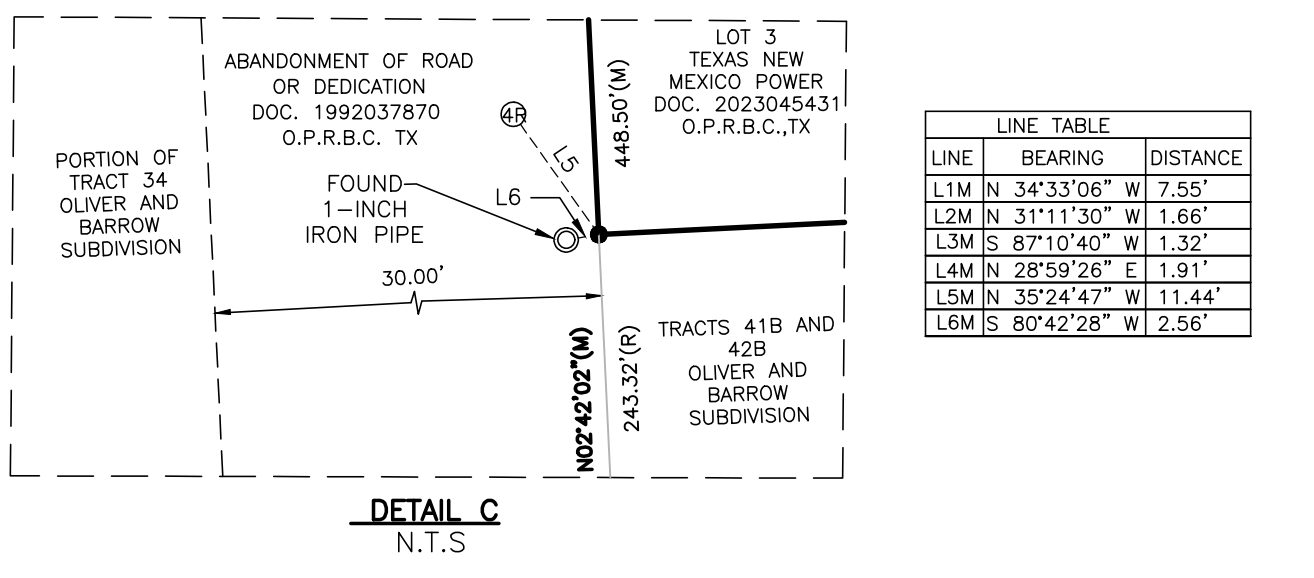 ABANDONMENT OF ROAD
OR DEDICATION
DOC. 1992037870
O.P.R.B.C. TX
LOT 3
TEXAS NEW
MEXICO POWER
DOC. 2023045431
O.P.R.B.C.,TX
448.50'(M)
4R
L5
PORTION OF
TRACT 34
OLIVER AND
BARROW
SUBDIVISION
FOUND
1-INCH
IRON PIPE
L6
30.00'
N02°42'02"(M)
243.32'(R)
TRACTS 41B AND
42B
OLIVER AND
BARROW
SUBDIVISION
DETAIL C
N.T.S
LINE TABLE
LINE BEARING DISTANCE
L1M N 34°33'06" W 7.55'
L2M N 31°11'30" W 1.66'
L3M S 87°10'40" W 1.32'
L4M N 28°59'26" E 1.91'
L5M N 35°24'47" W 11.44'
L6M S 80°42'28" W 2.56'